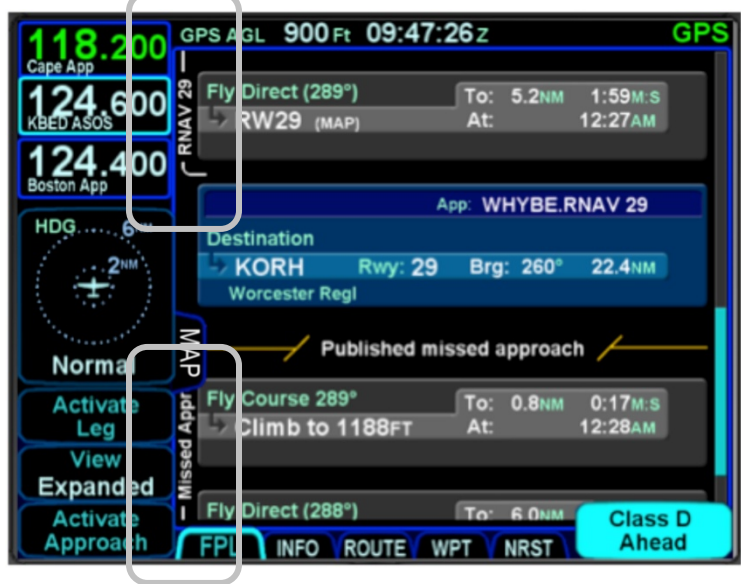 118.200
Cape App
124.600
KBED ASOS
124.400
Boston App
HDG
6NM
2NM
Normal
Activate
Leg
View
Expanded
Activate
Approach
GPS AGL 900Ft 09:47:26Z GPS
RNAV 29
Fly Direct (289°) To: 5.2NM 1:59M:S
RW29 (MAP) At: 12:27AM
App: WHYBE.RNAV 29
Destination
KORH Rwy: 29 Brg: 260° 22.4NM
Worcester Regl
MAP
Published missed approach
Missed Appr
Fly Course 289° To: 0.8NM 0:17M:S
Climb to 1188FT At: 12:28AM
Fly Direct (288°) To: 6.0NM
Class D
Ahead
FPL INFO ROUTE WPT NRST